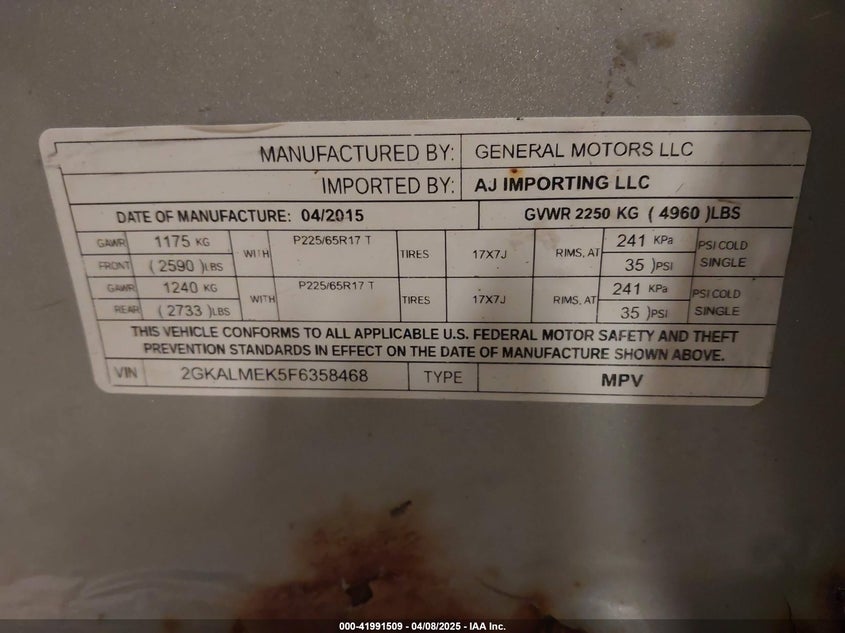 MANUFACTURED BY: GENERAL MOTORS LLC
IMPORTED BY: AJ IMPORTING LLC
DATE OF MANUFACTURE: 04/2015 GVWR 2250 KG ( 4960 )LBS
GAWR 1175 KG WITH P225/65R17 T TIRES 17X7J RIMS, AT 241 KPa PSI COLD
FRONT ( 2590 )LBS 35 )PSI SINGLE
GAWR 1240 KG WITH P225/65R17 T TIRES 17X7J RIMS, AT 241 KPa PSI COLD
REAR ( 2733 )LBS 35 )PSI SINGLE
THIS VEHICLE CONFORMS TO ALL APPLICABLE U.S. FEDERAL MOTOR SAFETY AND THEFT
PREVENTION STANDARDS IN EFFECT ON THE DATE OF MANUFACTURE SHOWN ABOVE.
VIN 2GKALMEK5F6358468 TYPE MPV
000-41991509 - 04/08/2025 - IAA Inc.